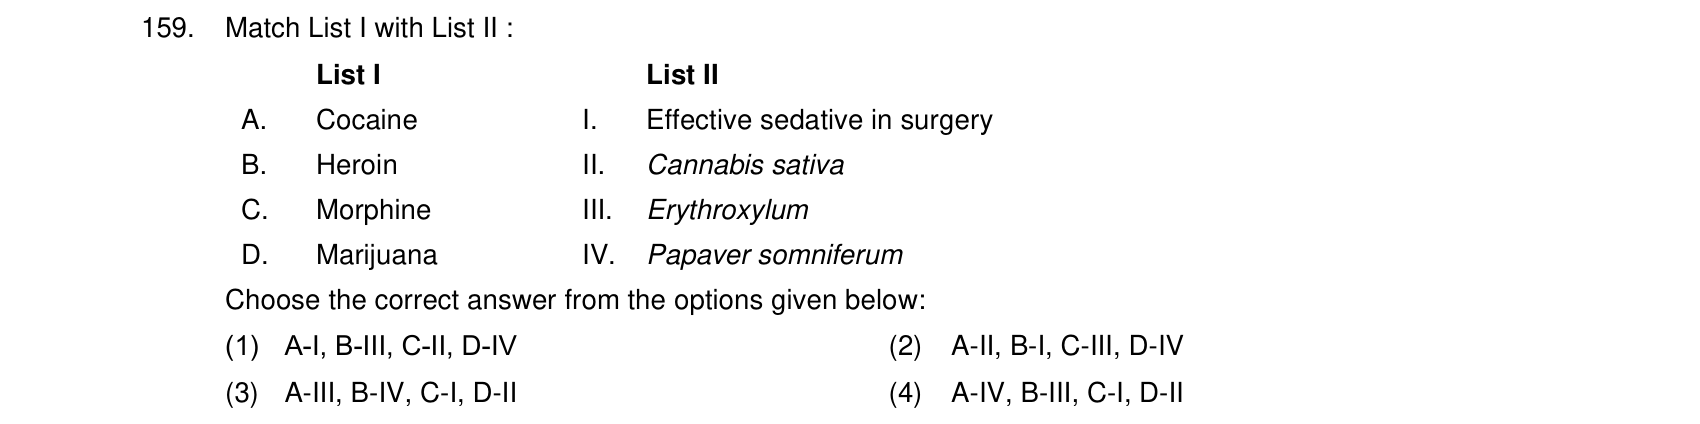 159. Match List I with List II :
List I List II
A. Cocaine I. Effective sedative in surgery
B. Heroin II. Cannabis sativa
C. Morphine III. Erythroxylum
D. Marijuana IV. Papaver somniferum
Choose the correct answer from the options given below:
(1) A-I, B-III, C-II, D-IV (2) A-II, B-I, C-III, D-IV
(3) A-III, B-IV, C-I, D-II (4) A-IV, B-III, C-I, D-II